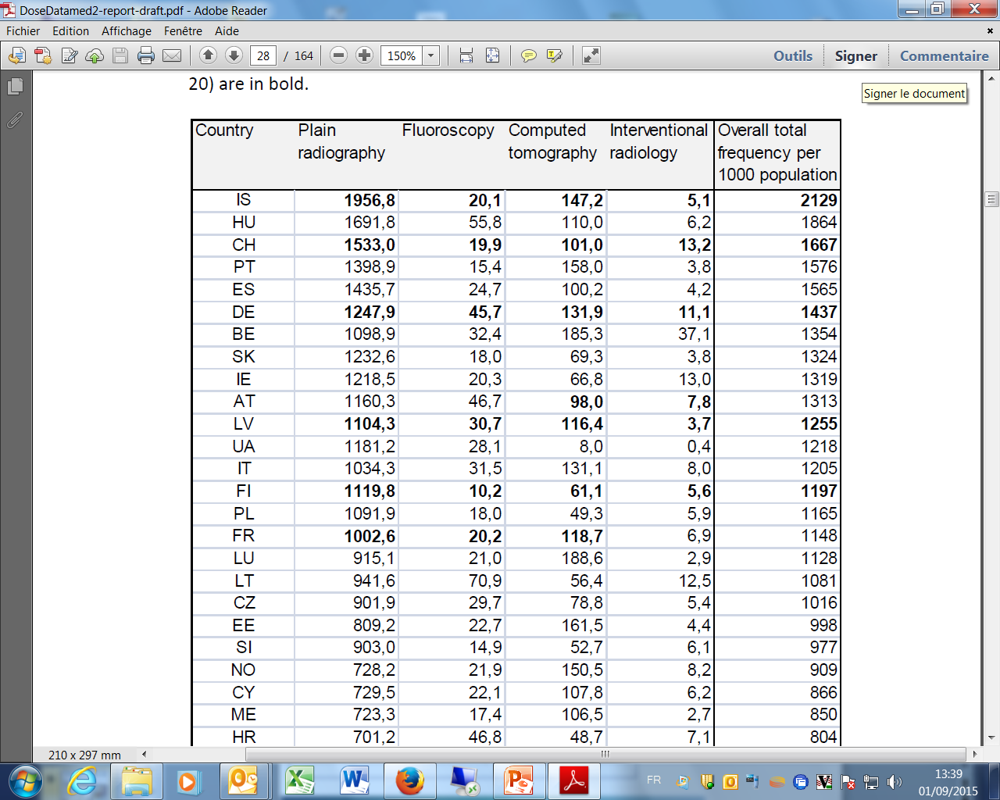 DoseDatamed2-report-draft.pdf - Adobe Reader
Fichier Edition Affichage Fenêtre Aide
28 / 164 150% Outils Signer Commentaire
20) are in bold.
Signer le document
Country Plain radiography Fluoroscopy Computed tomography Interventional radiology Overall total frequency per 1000 population
IS 1956,8 20,1 147,2 5,1 2129
HU 1691,8 55,8 110,0 6,2 1864
CH 1533,0 19,9 101,0 13,2 1667
PT 1398,9 15,4 158,0 3,8 1576
ES 1435,7 24,7 100,2 4,2 1565
DE 1247,9 45,7 131,9 11,1 1437
BE 1098,9 32,4 185,3 37,1 1354
SK 1232,6 18,0 69,3 3,8 1324
IE 1218,5 20,3 66,8 13,0 1319
AT 1160,3 46,7 98,0 7,8 1313
LV 1104,3 30,7 116,4 3,7 1255
UA 1181,2 28,1 8,0 0,4 1218
IT 1034,3 31,5 131,1 8,0 1205
FI 1119,8 10,2 61,1 5,6 1197
PL 1091,9 18,0 49,3 5,9 1165
FR 1002,6 20,2 118,7 6,9 1148
LU 915,1 21,0 188,6 2,9 1128
LT 941,6 70,9 56,4 12,5 1081
CZ 901,9 29,7 78,8 5,4 1016
EE 809,2 22,7 161,5 4,4 998
SI 903,0 14,9 52,7 6,1 977
NO 728,2 21,9 150,5 8,2 909
CY 729,5 22,1 107,8 6,2 866
ME 723,3 17,4 106,5 2,7 850
HR 701,2 46,8 48,7 7,1 804
210 x 297 mm
FR 13:39
01/09/2015